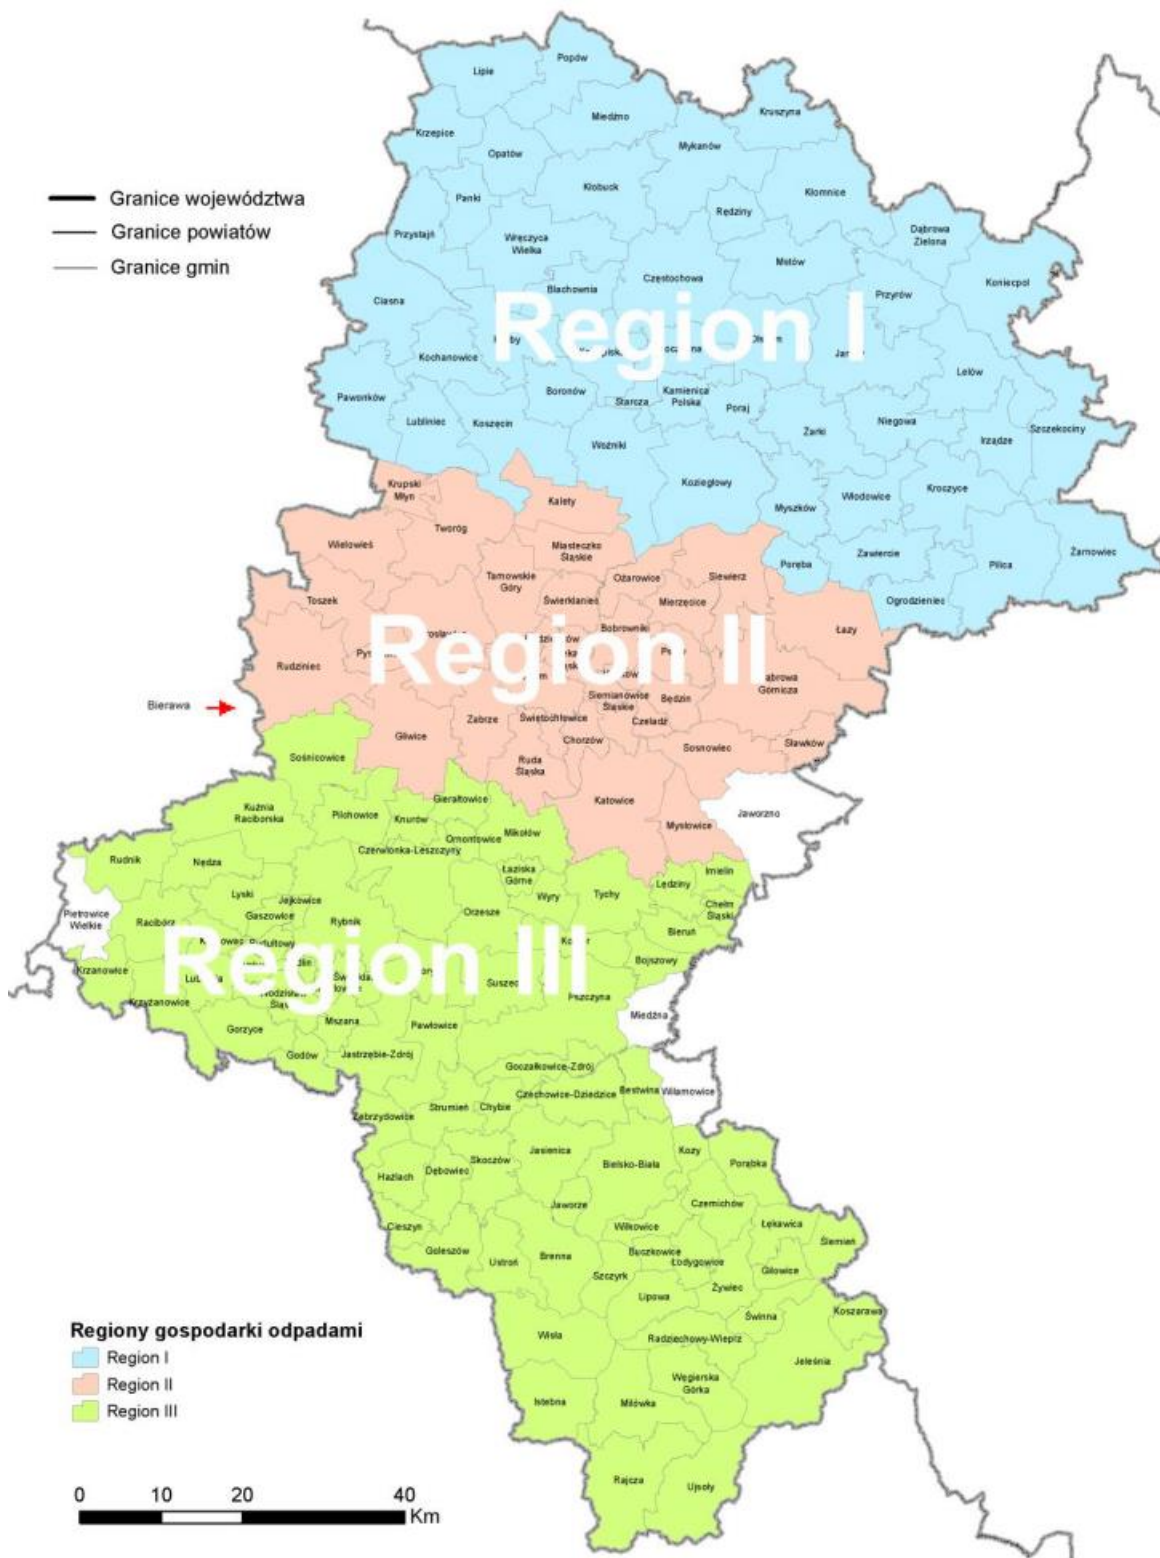 Popów
Lipie
Miedźno
Kruszyna
Krzepice
Mykanów
Opatów
Kłobuck
Kłomnice
Panki
Rędziny
Granice województwa
Granice powiatów
Granice gmin
Przystajń
Wręczyca
Wielka
Dąbrowa
Zielona
Mstów
Częstochowa
Koniecpol
Blachownia
Przyrów
Ciasna
Region I
Kochanowice
Lelów
Pawonków
Boronów
Starcza
Kamienica
Polska
Poraj
Lubliniec
Koszęcin
Żarki
Niegowa
Irządze
Szczekociny
Woźniki
Koziegłowy
Krupski
Młyn
Kalety
Myszków
Włodowice
Kroczyce
Tworóg
Wielowieś
Miasteczko
Śląskie
Zawiercie
Żarnowiec
Poręba
Pilica
Tarnowskie
Góry
Ożarowice
Siewierz
Toszek
Świerklaniec
Mierzęcice
Ogrodzieniec
Bobrowniki
Łazy
Region II
Rudziniec
Dąbrowa
Górnicza
Siemianowice
Śląskie
Będzin
Bierawa
Zabrze
Świętochłowice
Czeladź
Gliwice
Chorzów
Sosnowiec
Sławków
Sośnicowice
Ruda
Śląska
Katowice
Gierałtowice
Jaworzno
Kuźnia
Raciborska
Pilchowice
Knurów
Mysłowice
Ornontowice
Mikołów
Czerwionka-Leszczyny
Rudnik
Nędza
Łaziska
Górne
Imielin
Lędziny
Lyski
Jejkowice
Wyry
Tychy
Chełm
Śląski
Pietrowice
Wielkie
Racibórz
Gaszowice
Rybnik
Orzesze
Bieruń
Region III
Bojszowy
Krzanowice
Suszec
Krzyżanowice
Pszczyna
Miedźna
Gorzyce
Mszana
Pawłowice
Godów
Jastrzębie-Zdrój
Goczałkowice-Zdrój
Czechowice-Dziedzice
Bestwina
Wilamowice
Zebrzydowice
Strumień
Chybie
Jasienica
Kozy
Skoczów
Bielsko-Biała
Porąbka
Hażlach
Dębowiec
Jaworze
Czernichów
Cieszyn
Wilkowice
Łękawica
Ślemień
Goleszów
Ustroń
Brenna
Buczkowice
Łodygowice
Gilowice
Szczyrk
Żywiec
Lipowa
Koszarawa
Świnna
Wisła
Radziechowy-Wieprz
Jeleśnia
Węgierska
Górka
Istebna
Milówka
Rajcza
Ujsoły
Regiony gospodarki odpadami
Region I
Region II
Region III
0 10 20 40
Km